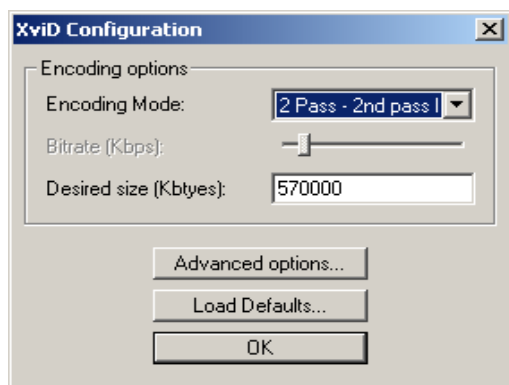 XviD Configuration
Encoding options
Encoding Mode:
2 Pass - 2nd pass
Bitrate (Kbps):
Desired size (Kbtyes):
570000
Advanced options...
Load Defaults...
OK